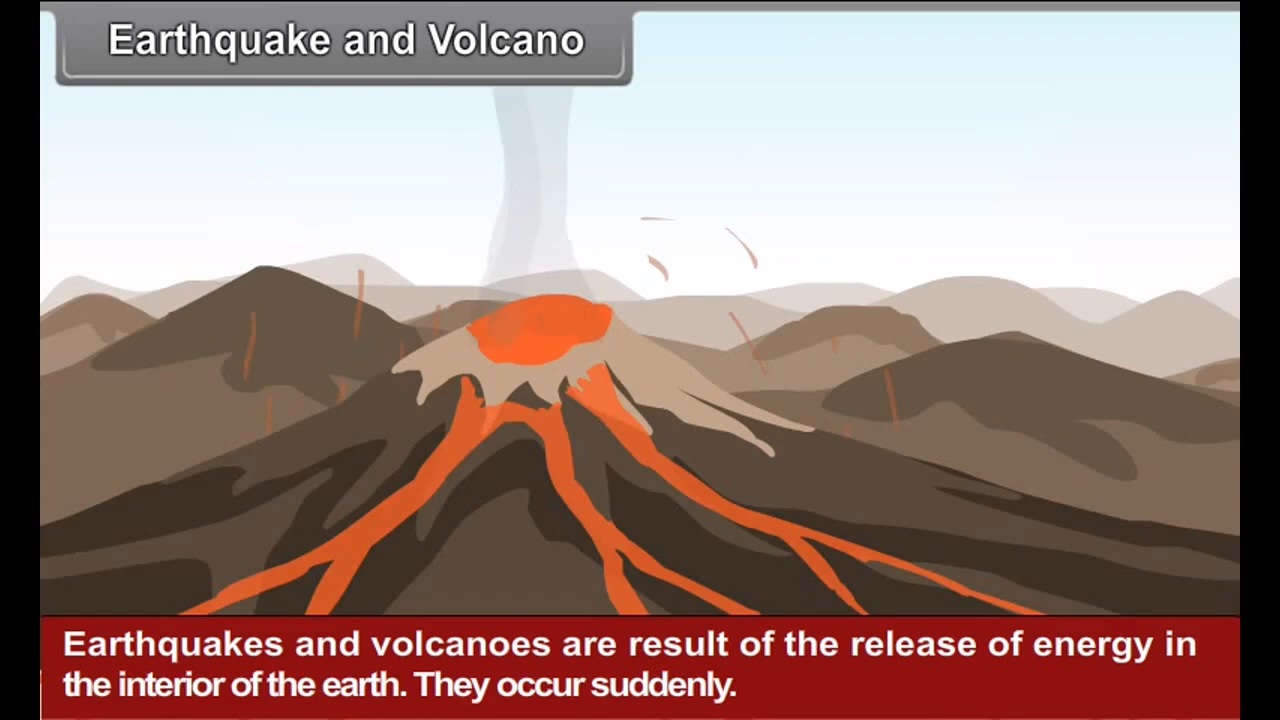 Earthquake and Volcano
Earthquakes and volcanoes are result of the release of energy in
the interior of the earth. They occur suddenly.